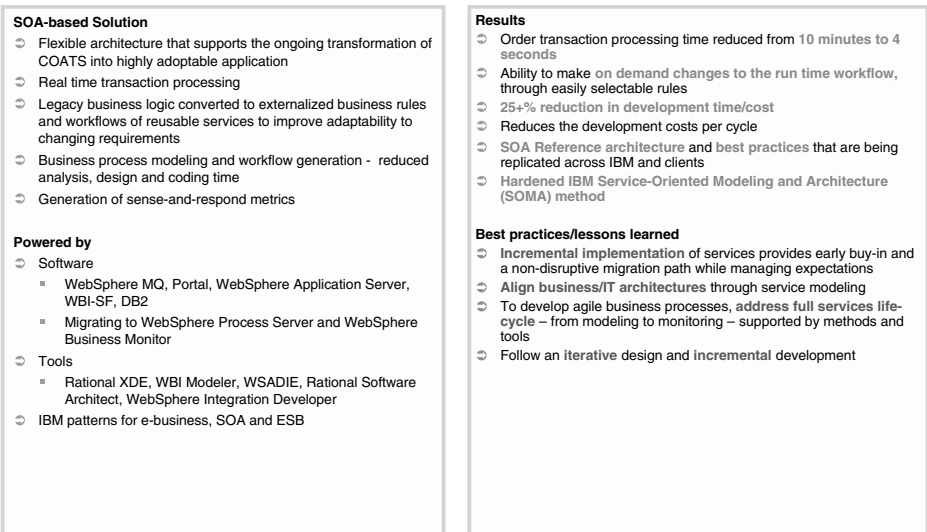 SOA-based Solution
➲ Flexible architecture that supports the ongoing transformation of
COATS into highly adoptable application
➲ Real time transaction processing
➲ Legacy business logic converted to externalized business rules
and workflows of reusable services to improve adaptability to
changing requirements
➲ Business process modeling and workflow generation - reduced
analysis, design and coding time
➲ Generation of sense-and-respond metrics
Powered by
➲ Software
▪ WebSphere MQ, Portal, WebSphere Application Server,
WBI-SF, DB2
▪ Migrating to WebSphere Process Server and WebSphere
Business Monitor
➲ Tools
▪ Rational XDE, WBI Modeler, WSADIE, Rational Software
Architect, WebSphere Integration Developer
➲ IBM patterns for e-business, SOA and ESB
Results
➲ Order transaction processing time reduced from 10 minutes to 4
seconds
➲ Ability to make on demand changes to the run time workflow,
through easily selectable rules
➲ 25+% reduction in development time/cost
➲ Reduces the development costs per cycle
➲ SOA Reference architecture and best practices that are being
replicated across IBM and clients
➲ Hardened IBM Service-Oriented Modeling and Architecture
(SOMA) method
Best practices/lessons learned
➲ Incremental implementation of services provides early buy-in and
a non-disruptive migration path while managing expectations
➲ Align business/IT architectures through service modeling
➲ To develop agile business processes, address full services life-
cycle – from modeling to monitoring – supported by methods and
tools
➲ Follow an iterative design and incremental development